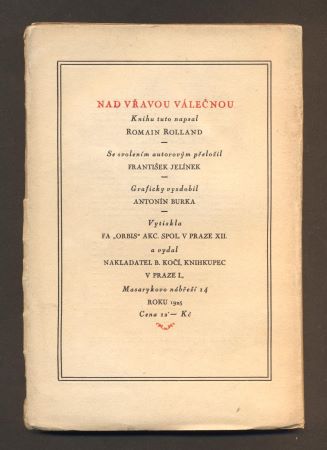 NAD VŘAVOU VÁLEČNOU
Knihu tuto napsal
ROMAIN ROLLAND
—
Se svolením autorovým přeložil
FRANTIŠEK JELÍNEK
—
Graficky vyzdobil
ANTONÍN BURKA
—
Vytiskla
FA „ORBIS“ AKC. SPOL. V PRAZE XII.
a vydal
NAKLADATEL B. KOČÍ, KNIHKUPEC
V PRAZE I.,
Masarykovo nábřeží 14
ROKU 1925
Cena 12·— Kč